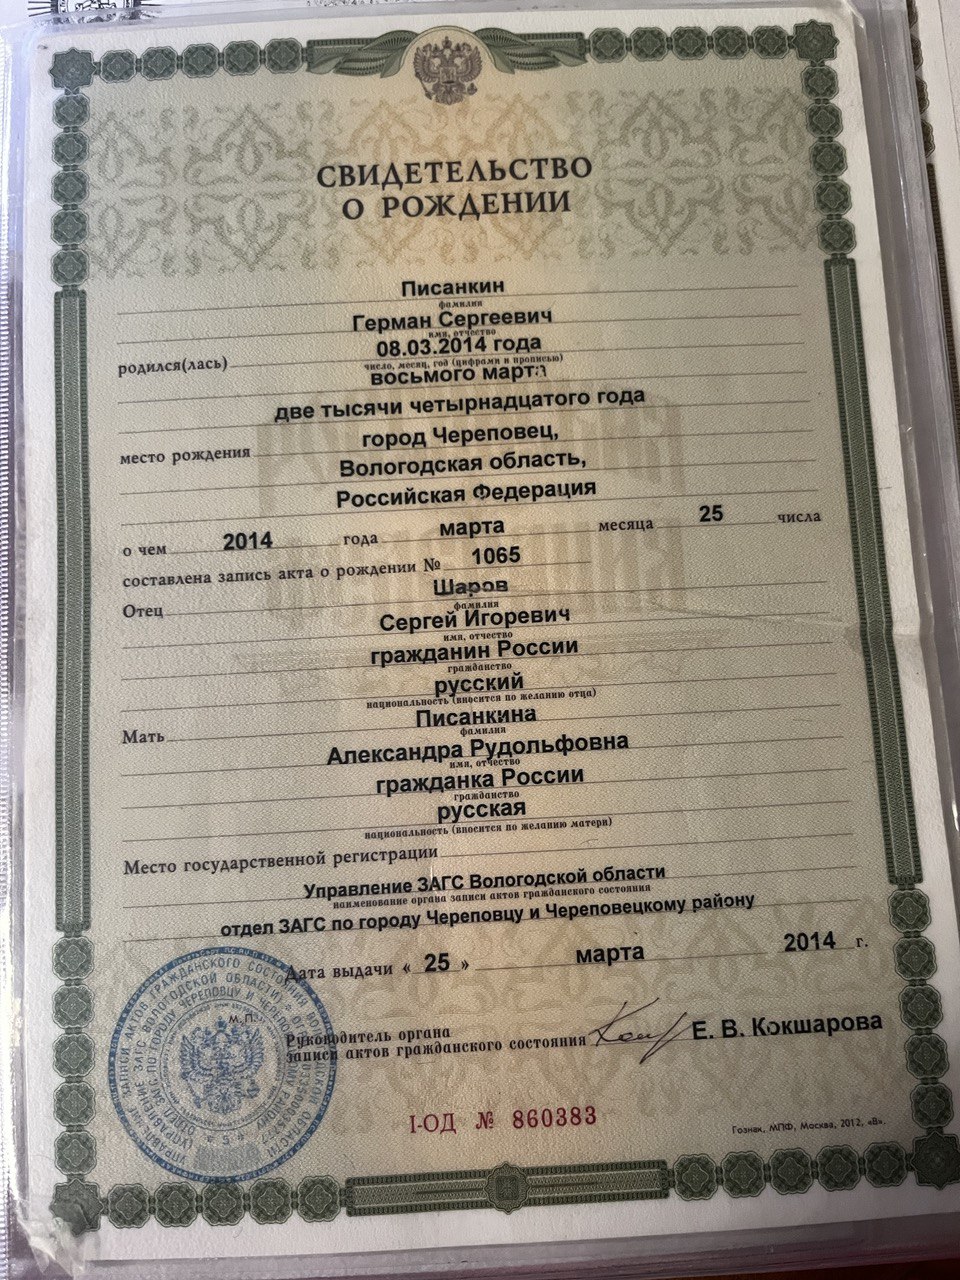 СВИДЕТЕЛЬСТВО
О РОЖДЕНИИ
Писанкин
фамилия
Герман Сергеевич
имя, отчество
родился(лась) 08.03.2014 года
число, месяц, год (цифрами и прописью)
восьмого марта
две тысячи четырнадцатого года
место рождения город Череповец,
Вологодская область,
Российская Федерация
о чем 2014 года марта месяца 25 числа
составлена запись акта о рождении № 1065
Отец Шаров
фамилия
Сергей Игоревич
имя, отчество
гражданин России
гражданство
русский
национальность (вносится по желанию отца)
Мать Писанкина
фамилия
Александра Рудольфовна
имя, отчество
гражданка России
гражданство
русская
национальность (вносится по желанию матери)
Место государственной регистрации
Управление ЗАГС Вологодской области
наименование органа записи актов гражданского состояния
отдел ЗАГС по городу Череповцу и Череповецкому району
Дата выдачи « 25 » марта 2014 г.
М.П.
Руководитель органа
записи актов гражданского состояния Е. В. Кокшарова
I-ОД № 860383
Гознак, МПФ, Москва, 2012, «В».